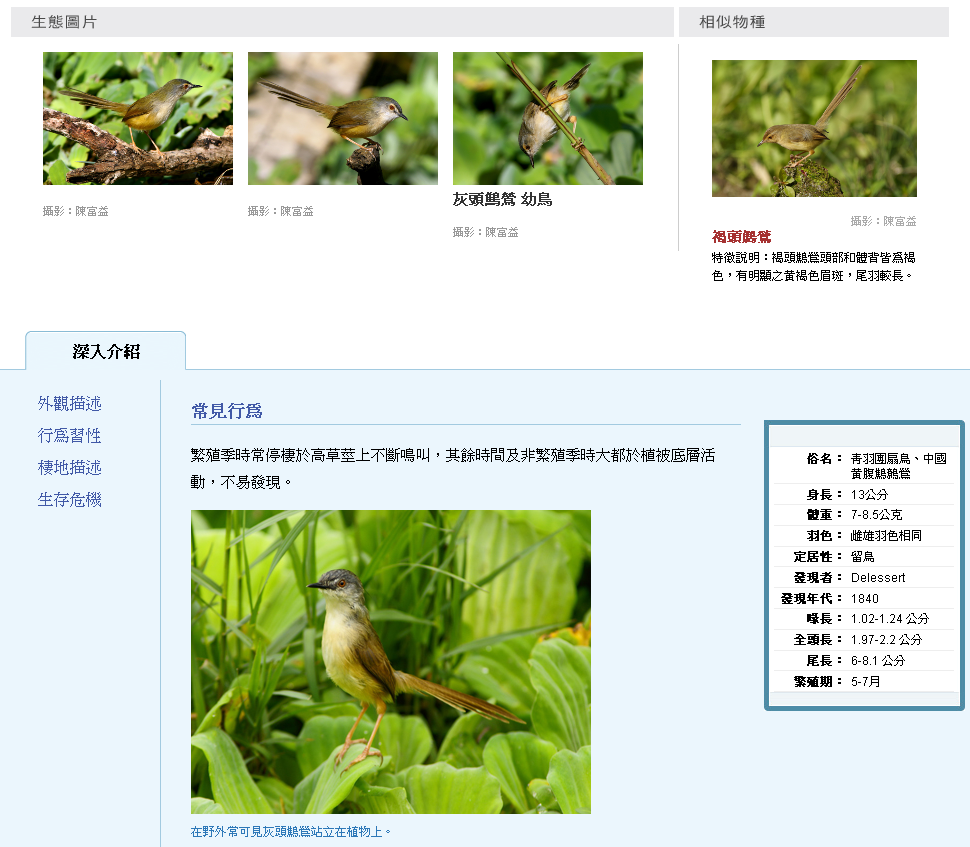 生態圖片
攝影：陳富益
攝影：陳富益
灰頭鷦鶯 幼鳥
攝影：陳富益
相似物種
攝影：陳富益
褐頭鷦鶯
特徵說明：褐頭鷦鶯頭部和體背皆為褐
色，有明顯之黃褐色眉斑，尾羽較長。
深入介紹
外觀描述
行為習性
棲地描述
生存危機
常見行為
繁殖季時常停棲於高草莖上不斷鳴叫，其餘時間及非繁殖季時大都於植被底層活
動，不易發現。
在野外常可見灰頭鷦鶯站立在植物上。
俗名： 青羽團扇鳥、中國
黃腹鷦鶺鶯
身長： 13公分
體重： 7-8.5公克
羽色： 雌雄羽色相同
定居性： 留鳥
發現者： Delessert
發現年代： 1840
喙長： 1.02-1.24 公分
全頭長： 1.97-2.2 公分
尾長： 6-8.1 公分
繁殖期： 5-7月